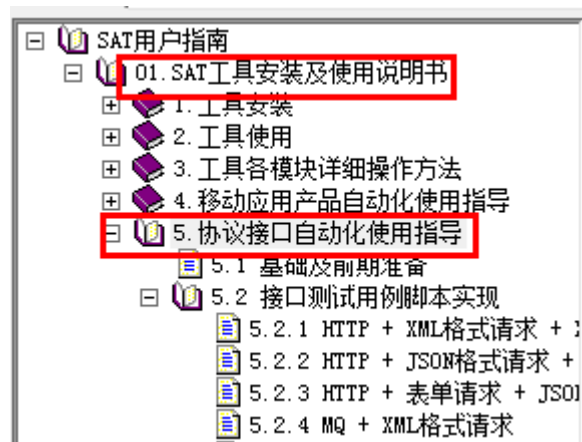 SAT用户指南
01.SAT工具安装及使用说明书
1.工具安装
2.工具使用
3.工具各模块详细操作方法
4.移动应用产品自动化使用指导
5.协议接口自动化使用指导
5.1 基础及前期准备
5.2 接口测试用例脚本实现
5.2.1 HTTP + XML格式请求 +
5.2.2 HTTP + JSON格式请求 +
5.2.3 HTTP + 表单请求 + JSO
5.2.4 MQ + XML格式请求